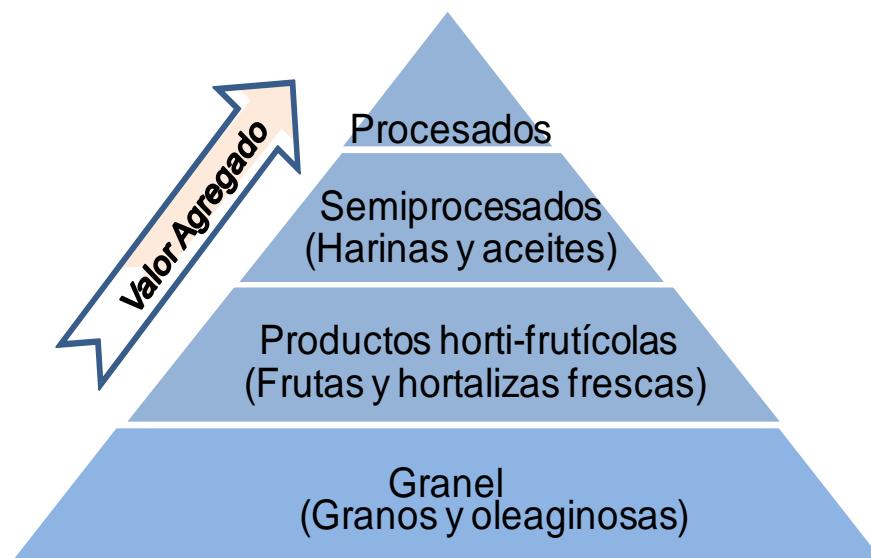 Valor Agregado
Procesados
Semiprocesados
(Harinas y aceites)
Productos horti-frutícolas
(Frutas y hortalizas frescas)
Granel
(Granos y oleaginosas)